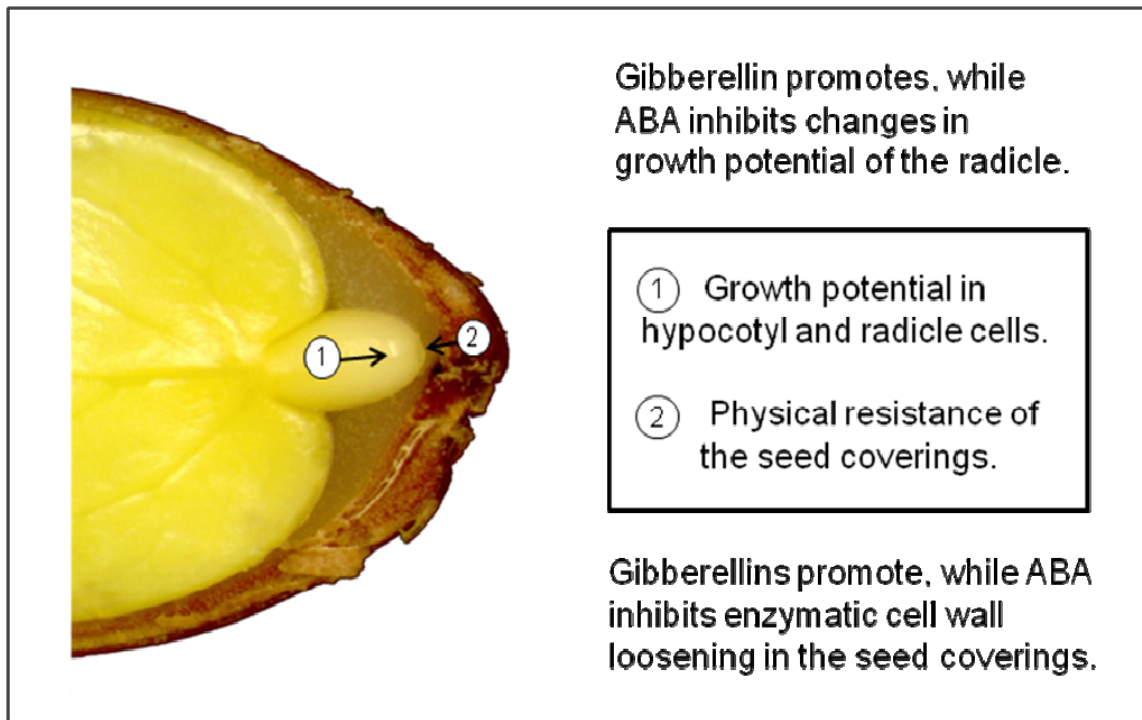 Gibberellin promotes, while
ABA inhibits changes in
growth potential of the radicle.
1 Growth potential in
hypocotyl and radicle cells.
2 Physical resistance of
the seed coverings.
1
2
Gibberellins promote, while ABA
inhibits enzymatic cell wall
loosening in the seed coverings.